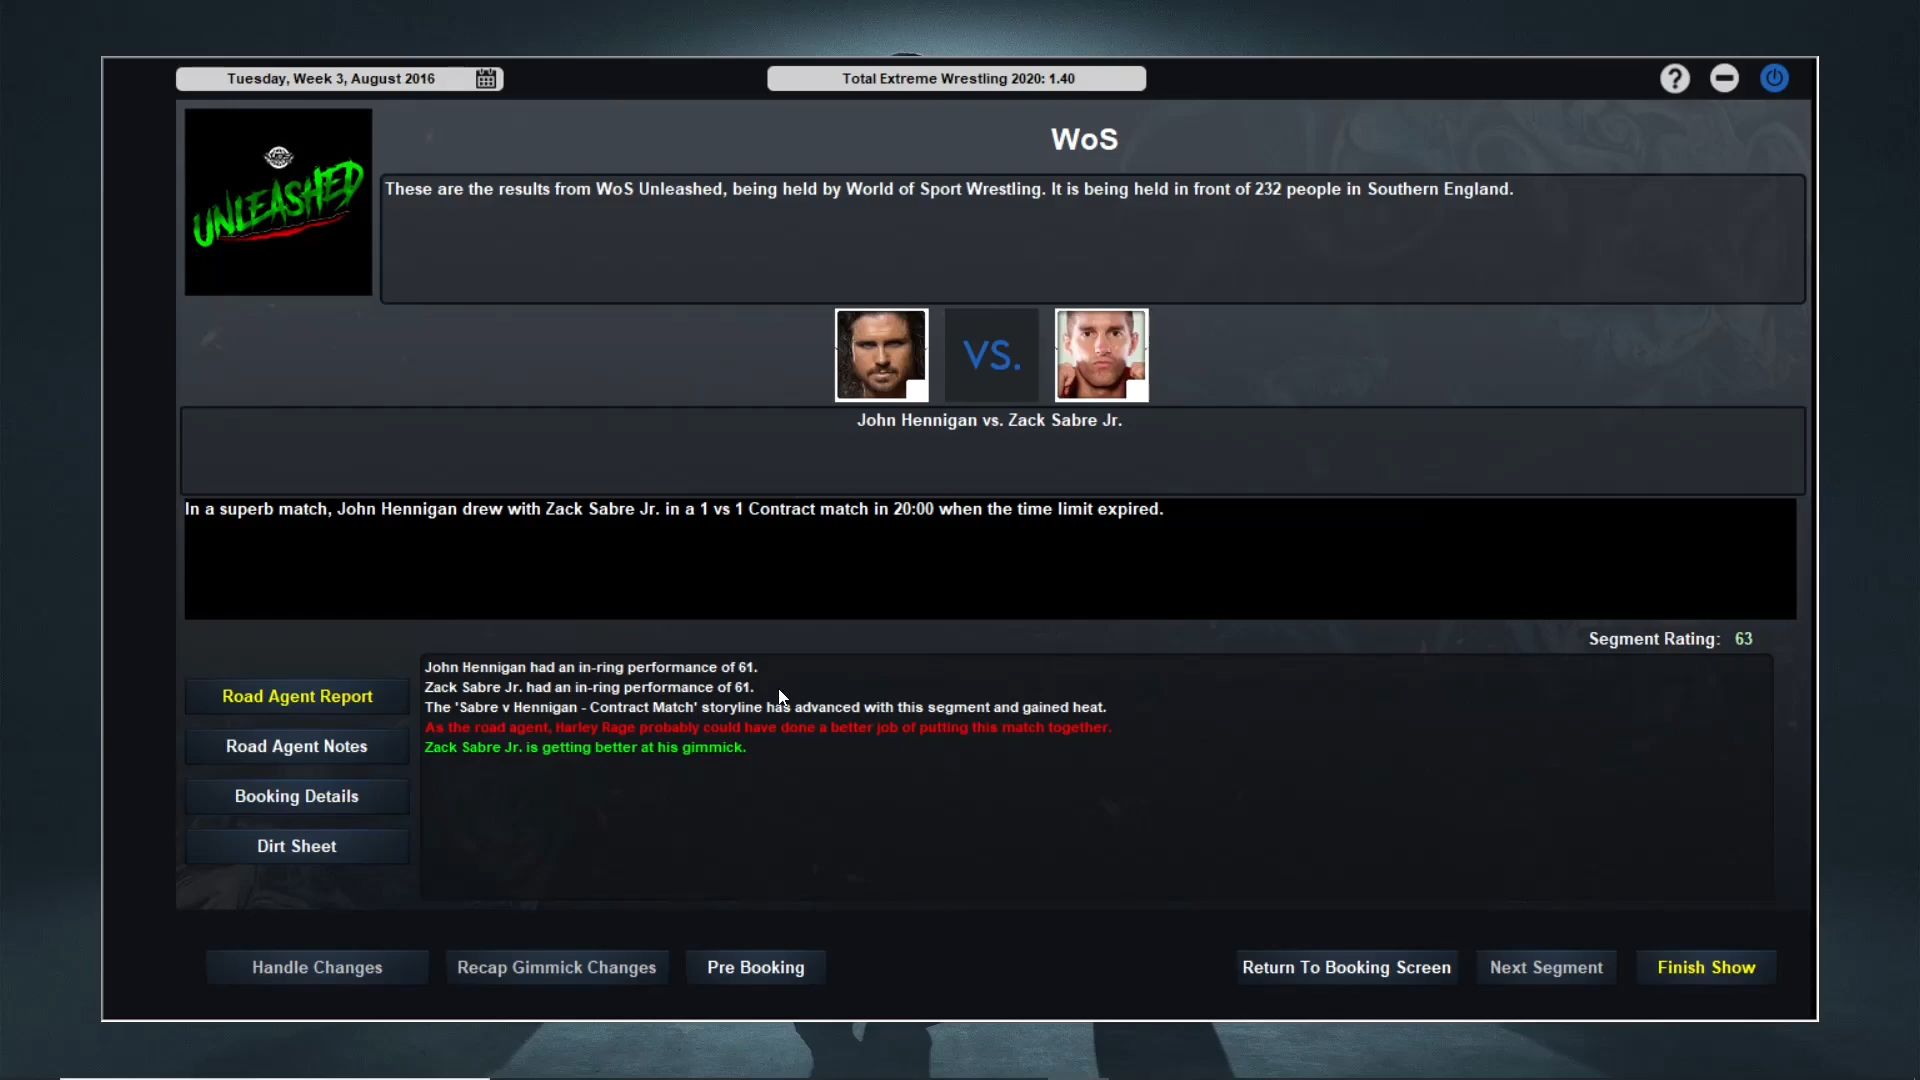 Tuesday, Week 3, August 2016
Total Extreme Wrestling 2020: 1.40
?
UNLEASHED
WoS
These are the results from WoS Unleashed, being held by World of Sport Wrestling. It is being held in front of 232 people in Southern England.
VS.
John Hennigan vs. Zack Sabre Jr.
In a superb match, John Hennigan drew with Zack Sabre Jr. in a 1 vs 1 Contract match in 20:00 when the time limit expired.
Segment Rating: 63
John Hennigan had an in-ring performance of 61.
Zack Sabre Jr. had an in-ring performance of 61.
The 'Sabre v Hennigan - Contract Match' storyline has advanced with this segment and gained heat.
As the road agent, Harley Rage probably could have done a better job of putting this match together.
Zack Sabre Jr. is getting better at his gimmick.
Road Agent Report
Road Agent Notes
Booking Details
Dirt Sheet
Handle Changes
Recap Gimmick Changes
Pre Booking
Return To Booking Screen
Next Segment
Finish Show